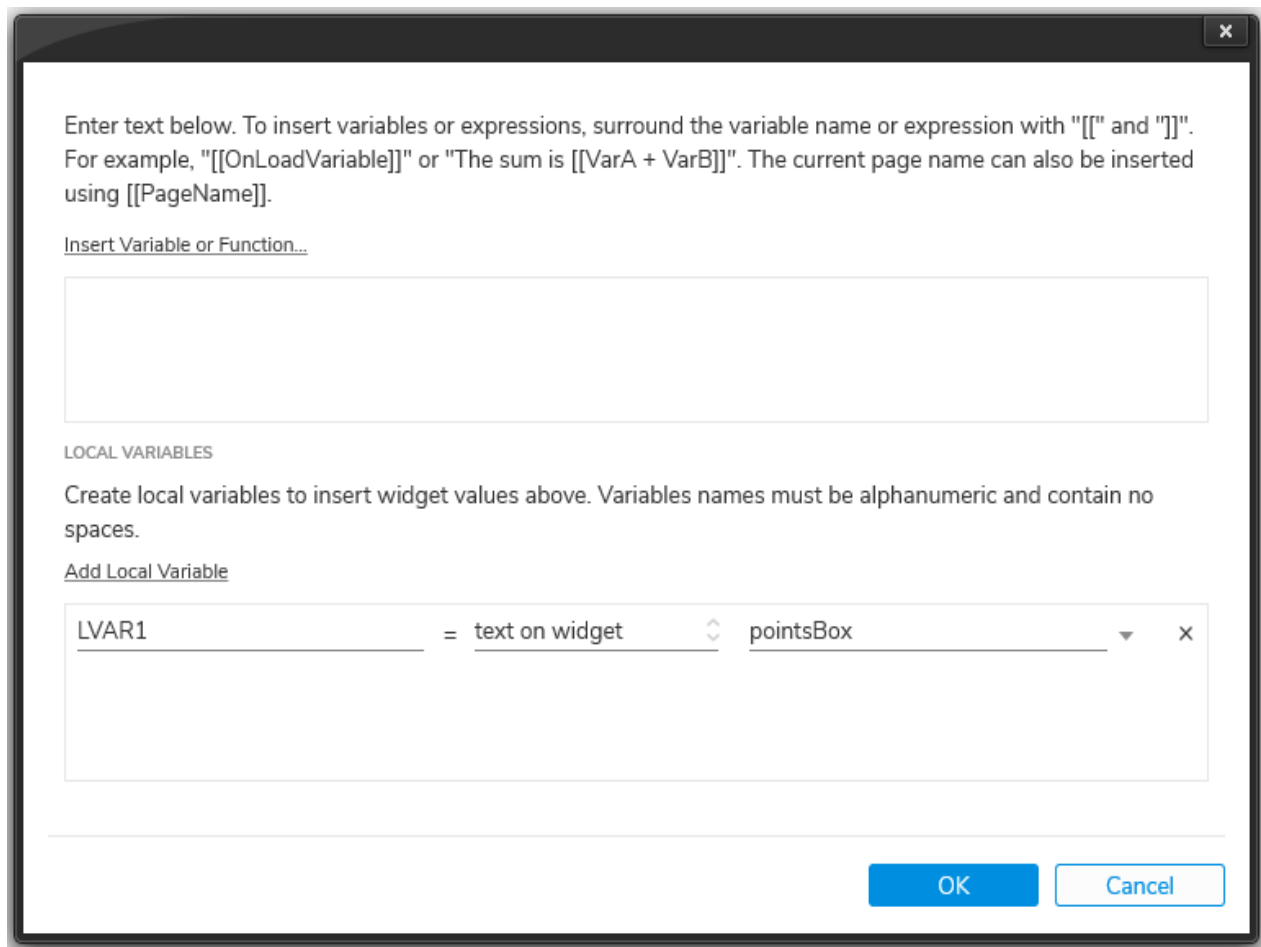 Enter text below. To insert variables or expressions, surround the variable name or expression with "[[" and "]]".
For example, "[[OnLoadVariable]]" or "The sum is [[VarA + VarB]]". The current page name can also be inserted
using [[PageName]].
Insert Variable or Function...
LOCAL VARIABLES
Create local variables to insert widget values above. Variables names must be alphanumeric and contain no
spaces.
Add Local Variable
LVAR1 = text on widget pointsBox
OK Cancel